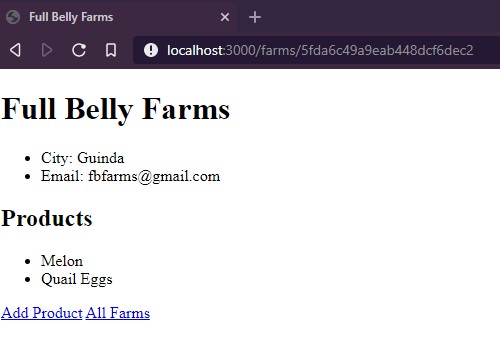 Full Belly Farms
localhost:3000/farms/5fda6c49a9eab448dcf6dec2
Full Belly Farms
City: Guinda
Email: fbfarms@gmail.com
Products
Melon
Quail Eggs
Add Product All Farms